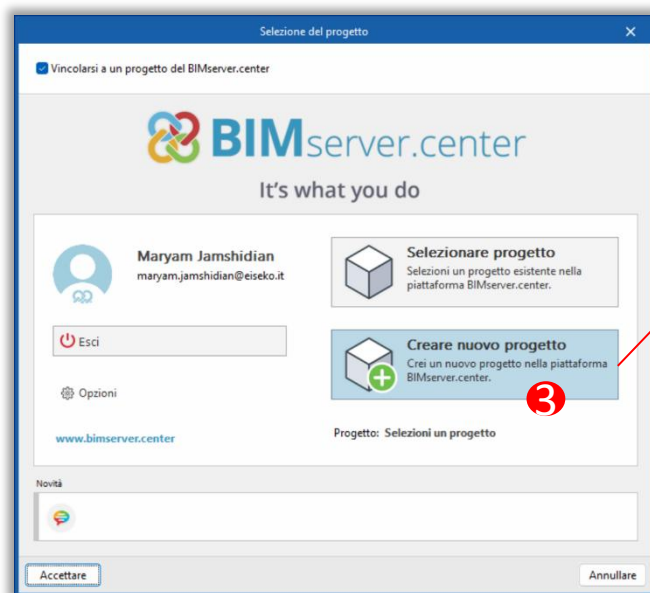 Selezione del progetto
Vincolarsi a un progetto del BIMserver.center
BIMserver.center
It's what you do
Maryam Jamshidian
maryam.jamshidian@eiseko.it
Esci
Opzioni
www.bimserver.center
Selezionare progetto
Selezioni un progetto esistente nella
piattaforma BIMserver.center.
Creare nuovo progetto
Crei un nuovo progetto nella piattaforma
BIMserver.center.
3
Progetto: Selezioni un progetto
Novità
Accettare
Annullare